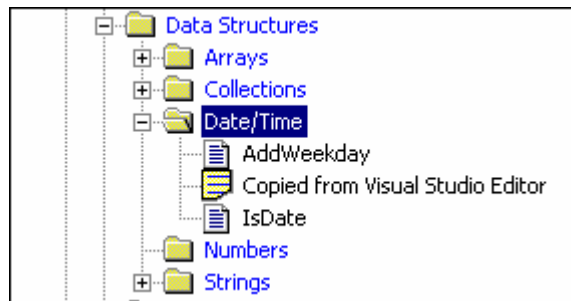 Data Structures
Arrays
Collections
Date/Time
AddWeekday
Copied from Visual Studio Editor
IsDate
Numbers
Strings